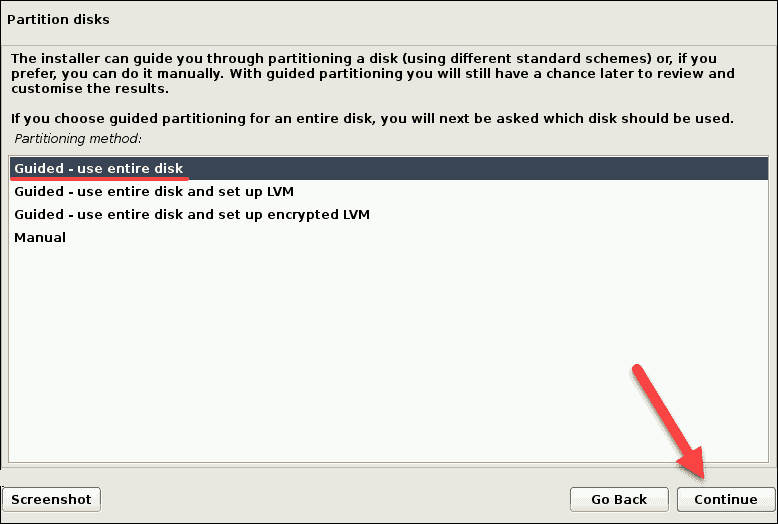 Partition disks
The installer can guide you through partitioning a disk (using different standard schemes) or, if you
prefer, you can do it manually. With guided partitioning you will still have a chance later to review and
customise the results.
If you choose guided partitioning for an entire disk, you will next be asked which disk should be used.
Partitioning method:
Guided - use entire disk
Guided - use entire disk and set up LVM
Guided - use entire disk and set up encrypted LVM
Manual
Screenshot
Go Back
Continue